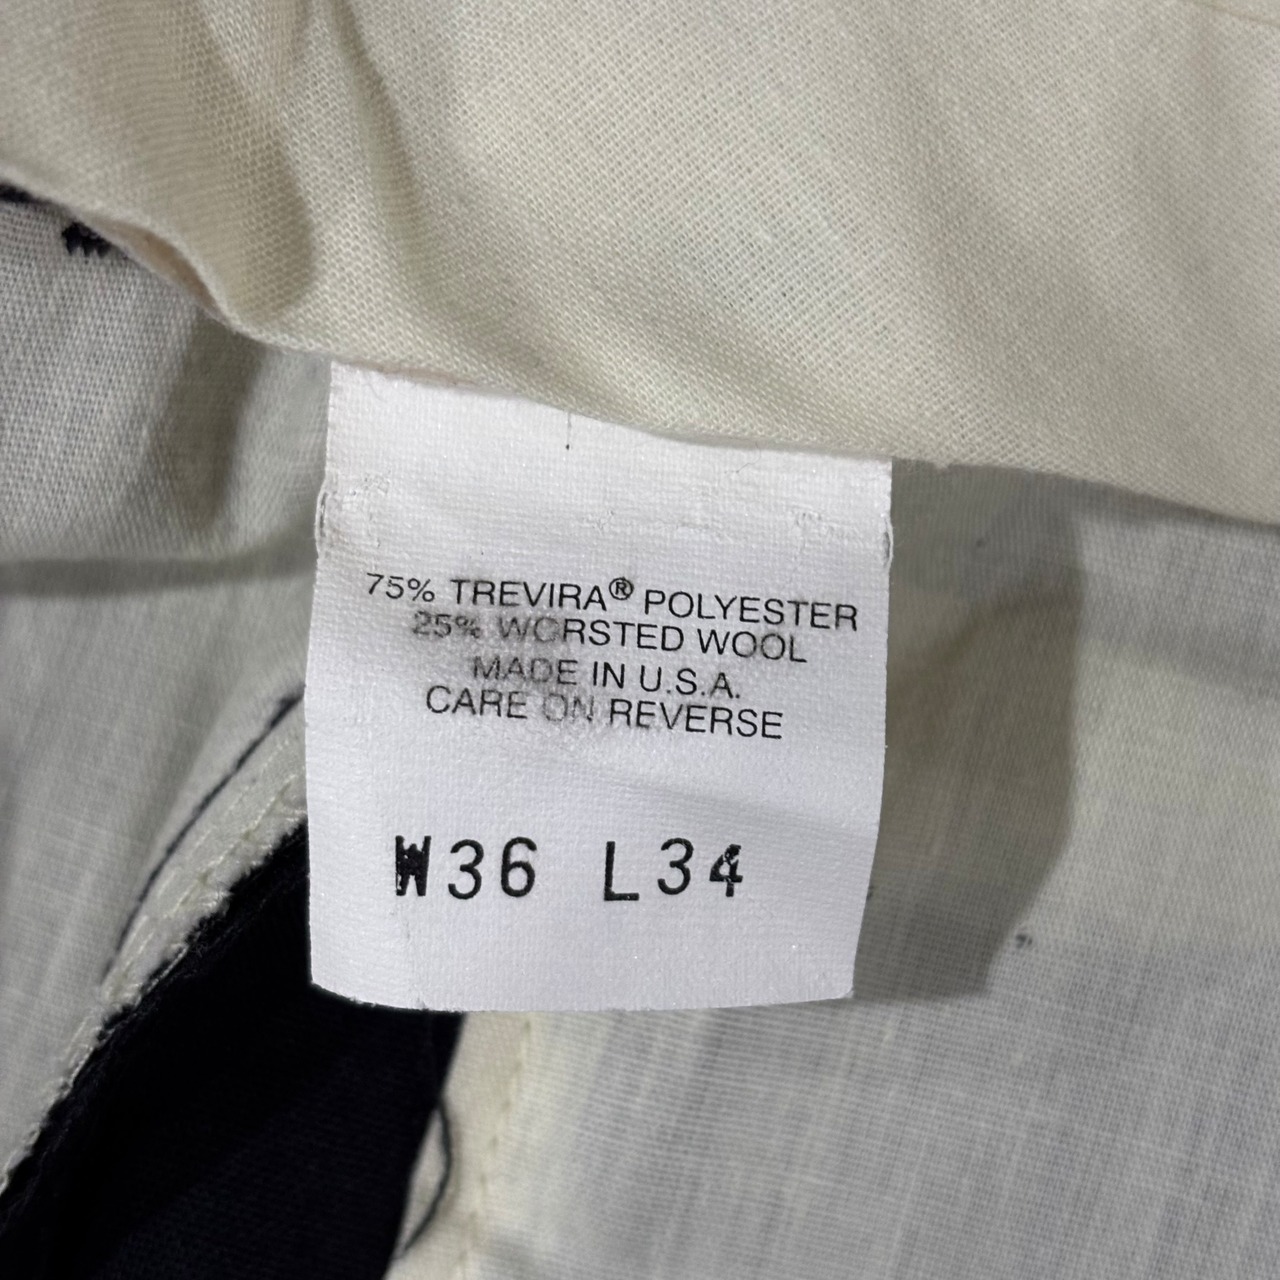 75% TREVIRA® POLYESTER
25% WORSTED WOOL
MADE IN U.S.A.
CARE ON REVERSE
W36 L34